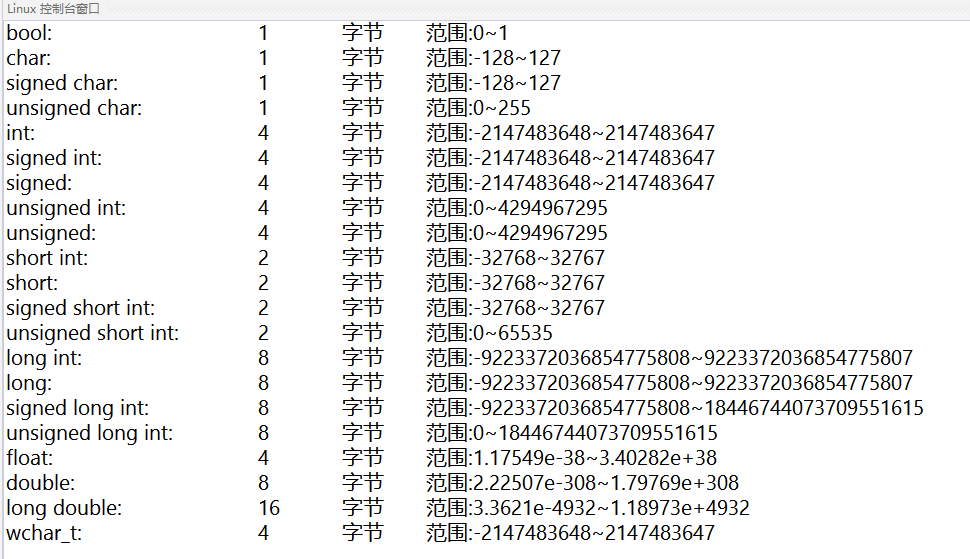 Linux 控制台窗口
bool: 1 字节 范围:0~1
char: 1 字节 范围:-128~127
signed char: 1 字节 范围:-128~127
unsigned char: 1 字节 范围:0~255
int: 4 字节 范围:-2147483648~2147483647
signed int: 4 字节 范围:-2147483648~2147483647
signed: 4 字节 范围:-2147483648~2147483647
unsigned int: 4 字节 范围:0~4294967295
unsigned: 4 字节 范围:0~4294967295
short int: 2 字节 范围:-32768~32767
short: 2 字节 范围:-32768~32767
signed short int: 2 字节 范围:-32768~32767
unsigned short int: 2 字节 范围:0~65535
long int: 8 字节 范围:-9223372036854775808~9223372036854775807
long: 8 字节 范围:-9223372036854775808~9223372036854775807
signed long int: 8 字节 范围:-9223372036854775808~18446744073709551615
unsigned long int: 8 字节 范围:0~18446744073709551615
float: 4 字节 范围:1.17549e-38~3.40282e+38
double: 8 字节 范围:2.22507e-308~1.79769e+308
long double: 16 字节 范围:3.3621e-4932~1.18973e+4932
wchar_t: 4 字节 范围:-2147483648~2147483647